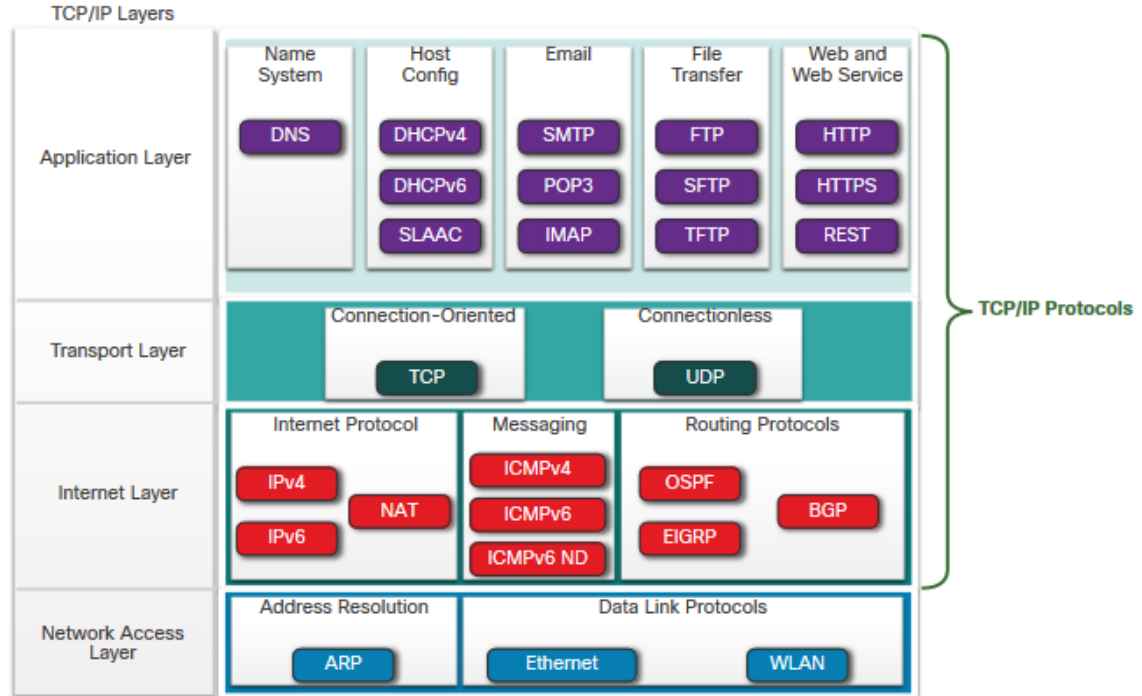 TCP/IP Layers
Application Layer
Name
System
DNS
Host
Config
DHCPv4
DHCPv6
SLAAC
Email
SMTP
POP3
IMAP
File
Transfer
FTP
SFTP
TFTP
Web and
Web Service
HTTP
HTTPS
REST
TCP/IP Protocols
Transport Layer
Connection-Oriented
TCP
Connectionless
UDP
Internet Layer
Internet Protocol
IPv4
NAT
IPv6
Messaging
ICMPv4
ICMPv6
ICMPv6 ND
Routing Protocols
OSPF
BGP
EIGRP
Network Access
Layer
Address Resolution
ARP
Data Link Protocols
Ethernet
WLAN